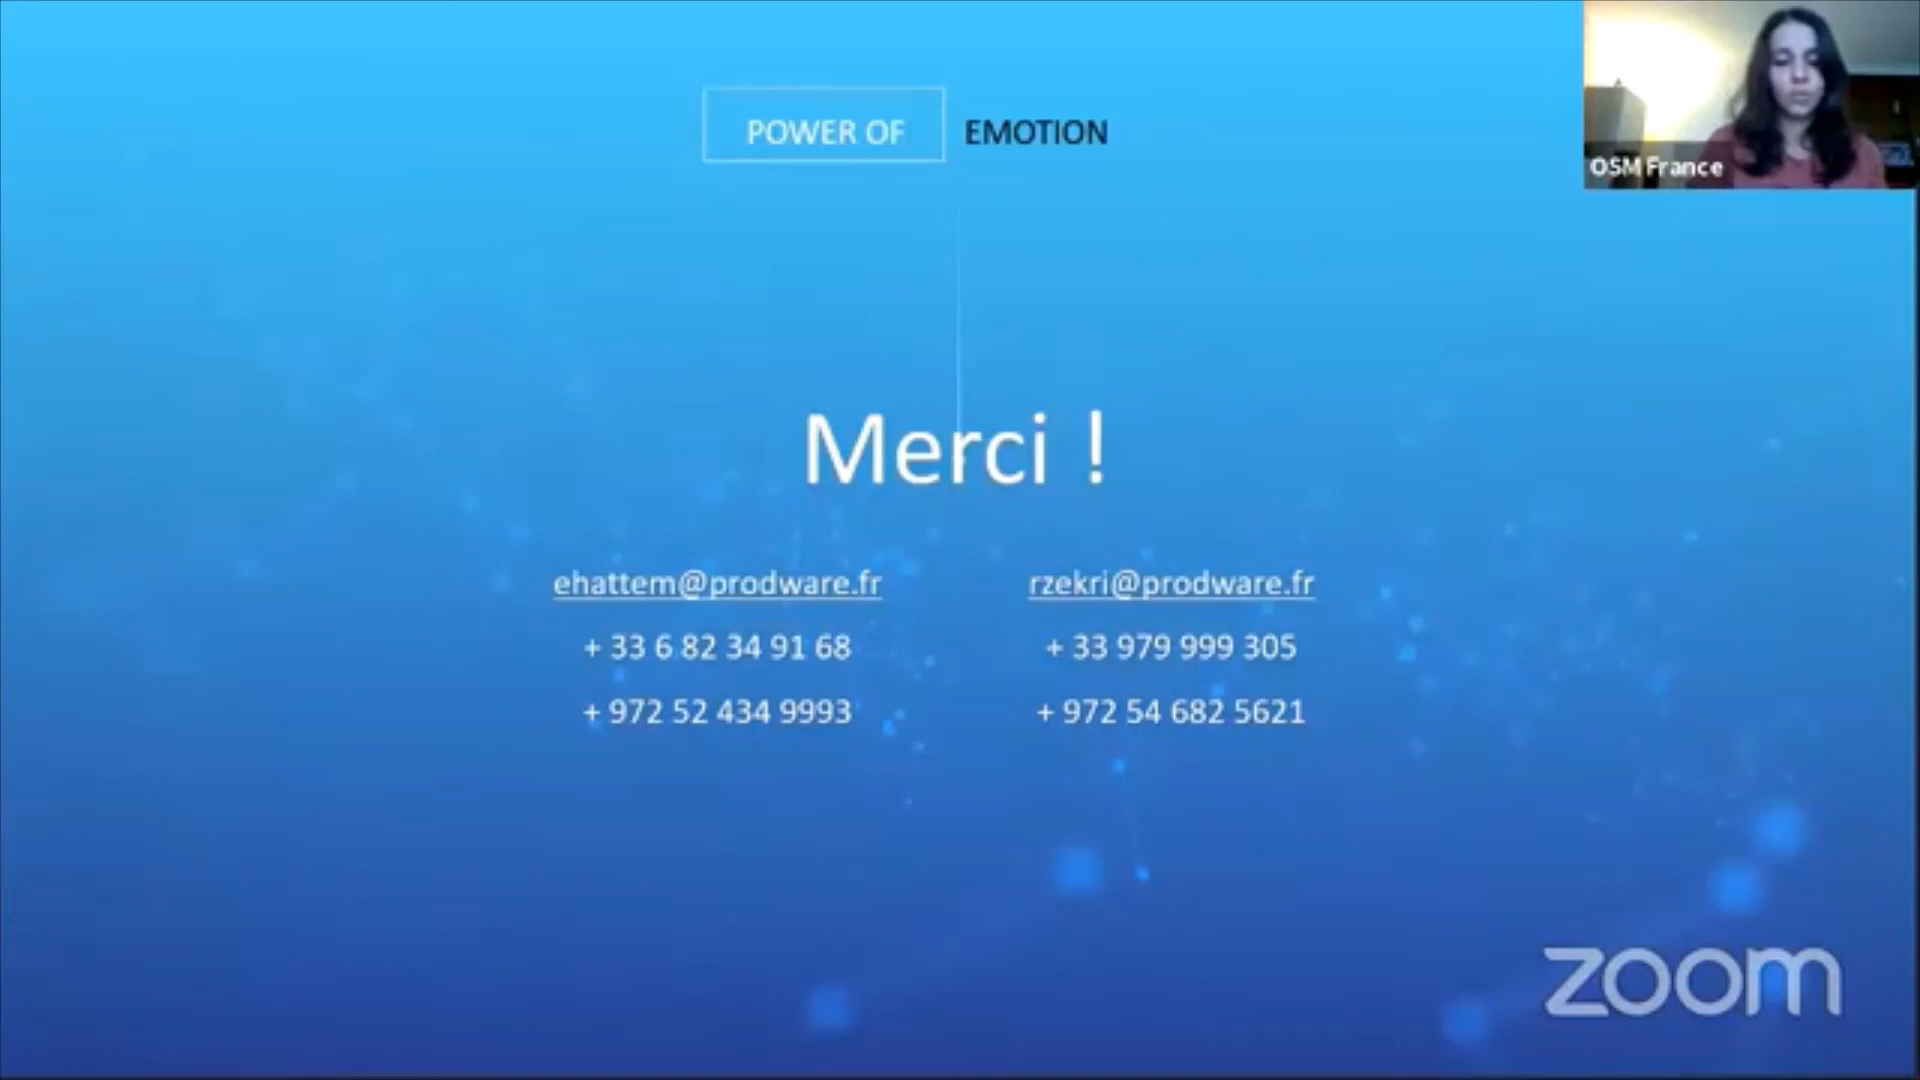 POWER OF EMOTION
OSM France
Merci !
ehattem@prodware.fr
+ 33 6 82 34 91 68
+ 972 52 434 9993
rzekri@prodware.fr
+ 33 979 999 305
+ 972 54 682 5621
zoom